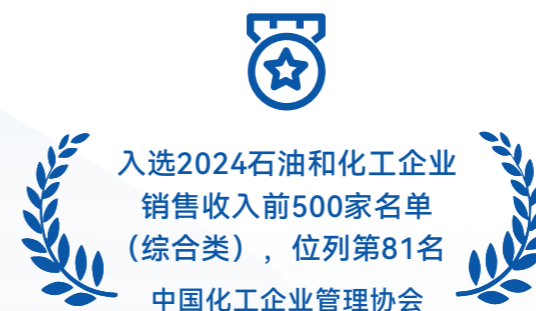 入选2024石油和化工企业
销售收入前500家名单
（综合类），位列第81名
中国化工企业管理协会